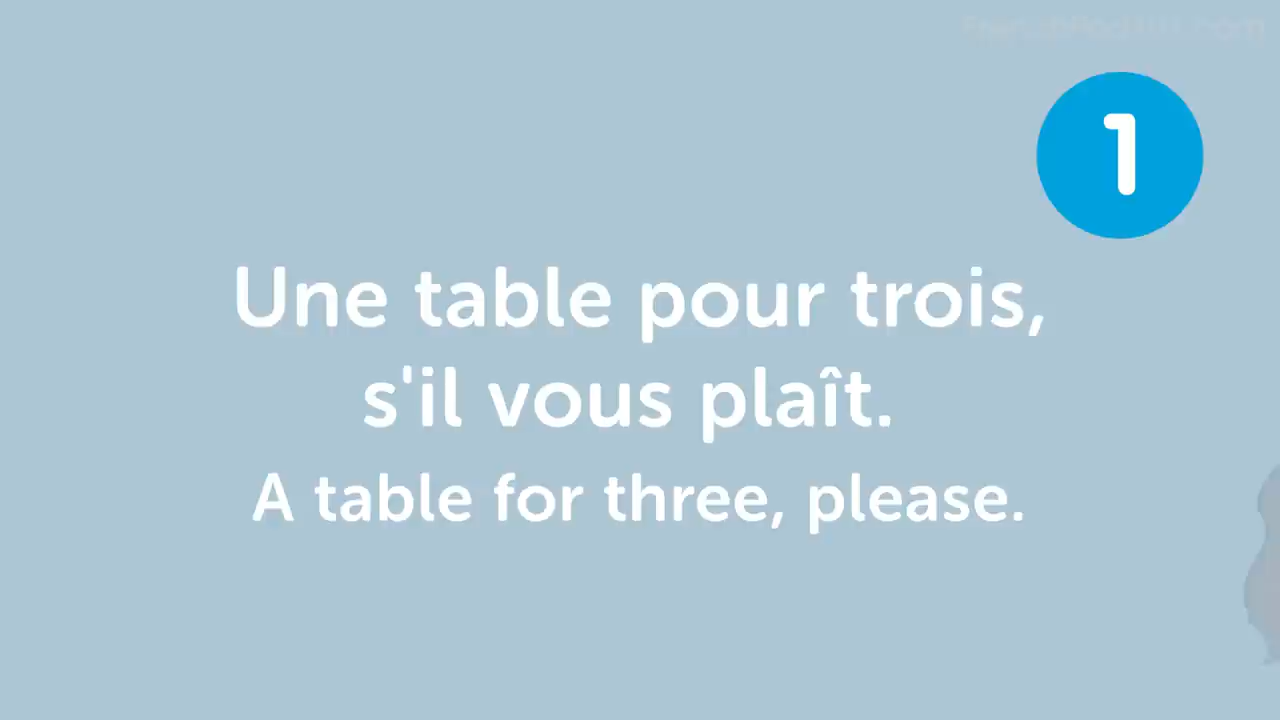 1
Une table pour trois,
s'il vous plaît.
A table for three, please.